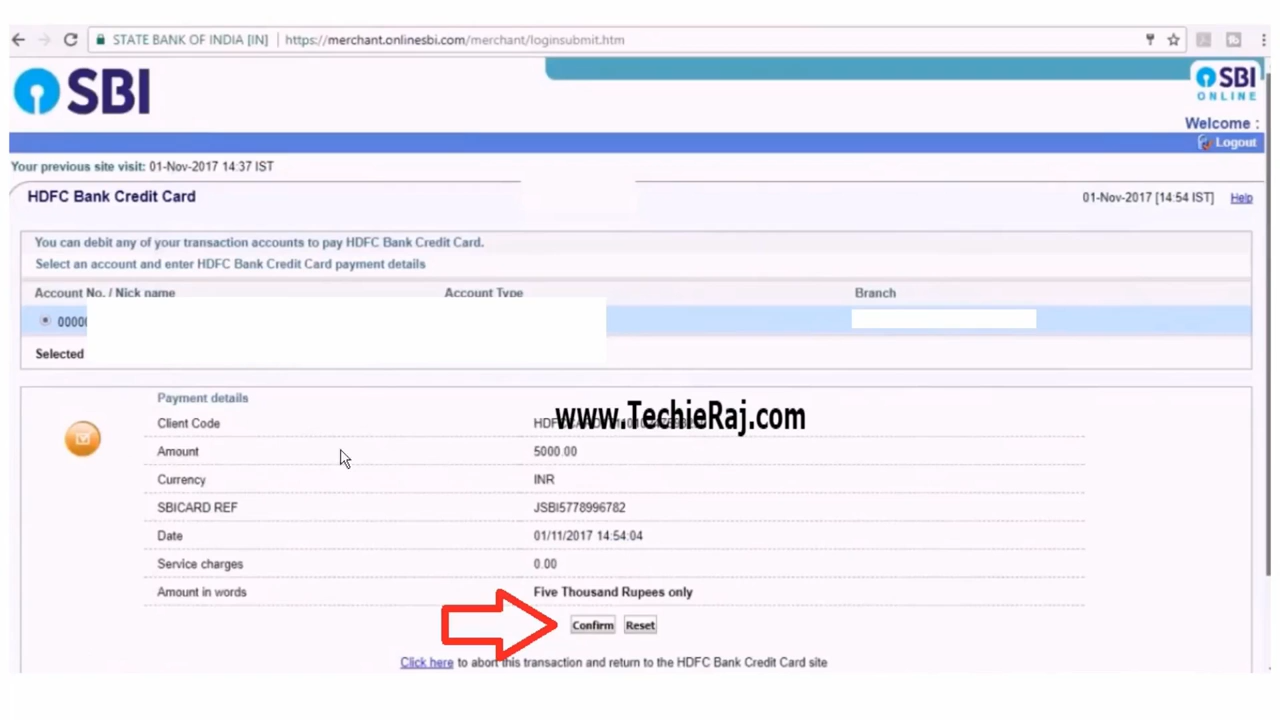 STATE BANK OF INDIA [IN] https://merchant.onlinesbi.com/merchant/loginsubmit.htm
SBI
SBI
ONLINE
Welcome :
Logout
Your previous site visit: 01-Nov-2017 14:37 IST
HDFC Bank Credit Card 01-Nov-2017 [14:54 IST] Help
You can debit any of your transaction accounts to pay HDFC Bank Credit Card.
Select an account and enter HDFC Bank Credit Card payment details
Account No. / Nick name Account Type Branch
00000
Selected
Payment details
www.TechieRaj.com
Client Code
Amount 5000.00
Currency INR
SBICARD REF JSBI5778996782
Date 01/11/2017 14:54:04
Service charges 0.00
Amount in words Five Thousand Rupees only
Confirm Reset
Click here to abort this transaction and return to the HDFC Bank Credit Card site